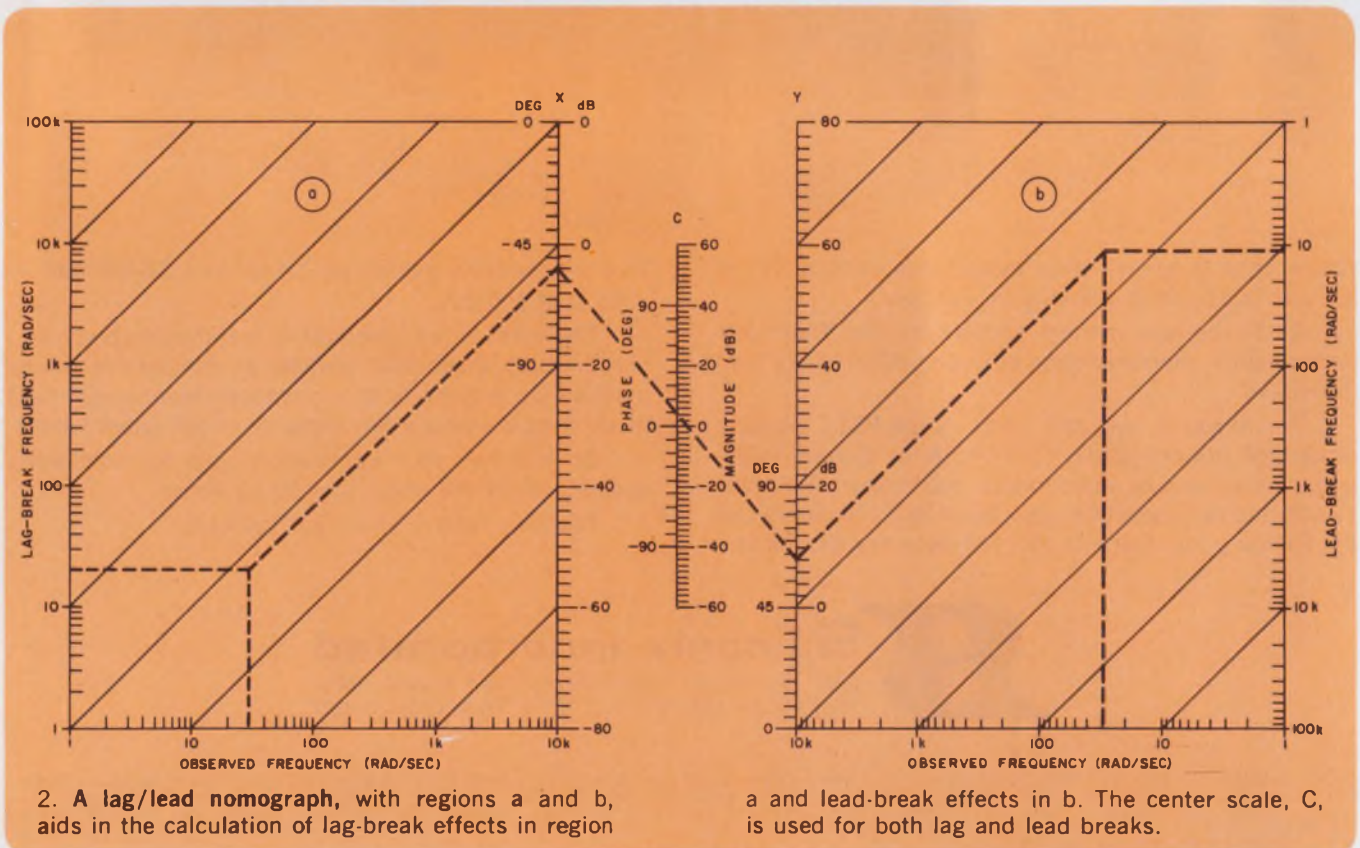 DEG X dB
100k
0
0
10k
-45
0
1k
-90
-20
100
-40
10
-60
1
-80
1
10
100
1k
10k
LAG-BREAK FREQUENCY (RAD/SEC)
OBSERVED FREQUENCY (RAD/SEC)
a
C
60
90
40
20
0
0
-20
-90
-40
-60
PHASE (DEG)
MAGNITUDE (dB)
Y
80
60
40
DEG dB
90
20
45
0
0
b
1
10
100
1k
10k
100k
10k
1k
100
10
1
LEAD-BREAK FREQUENCY (RAD/SEC)
OBSERVED FREQUENCY (RAD/SEC)
2. A lag/lead nomograph, with regions a and b,
aids in the calculation of lag-break effects in region
a and lead-break effects in b. The center scale, C,
is used for both lag and lead breaks.